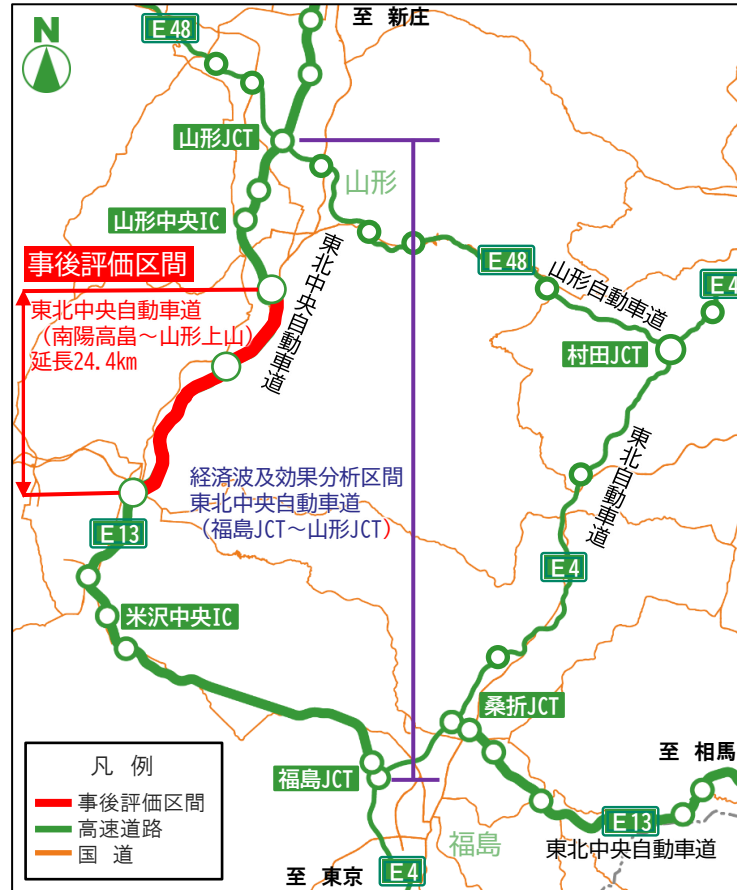 E48
至 新庄
N
山形JCT
山形
山形中央IC
事後評価区間
東北中央自動車道
(南陽高畠~山形上山)
延長24.4km
東北中央自動車道
E48
山形自動車道
E4
村田JCT
経済波及効果分析区間
東北中央自動車道
(福島JCT~山形JCT)
東北自動車道
E13
E4
米沢中央IC
桑折JCT
至 相馬
福島JCT
凡 例
事後評価区間
高速道路
国 道
福島
E13
東北中央自動車道
至 東京
E4